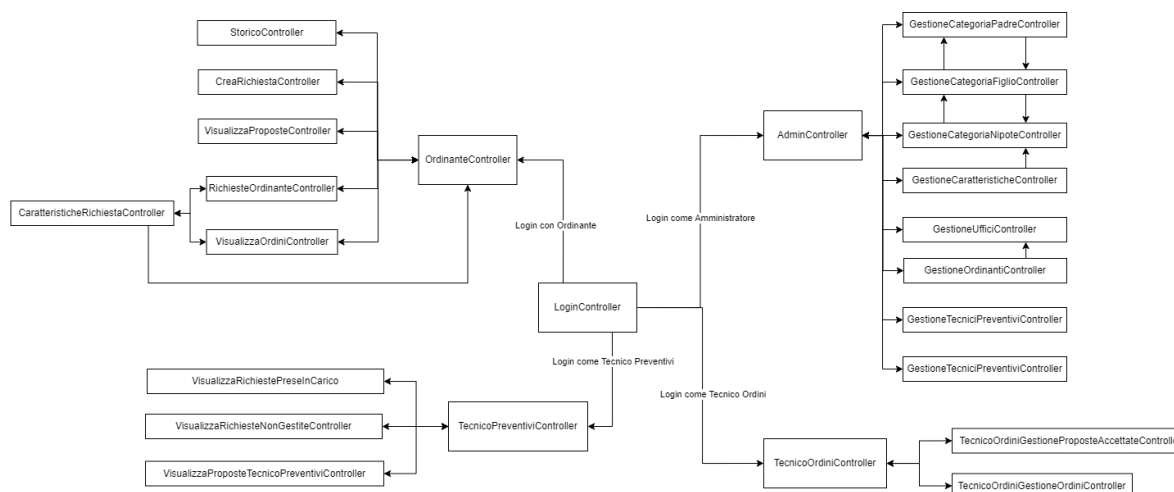 StoricoController
CreaRichiestaController
VisualizzaProposteController
RichiesteOrdinanteController
CaratteristicheRichiestaController
VisualizzaOrdiniController
OrdinanteController
Login con Ordinante
LoginController
Login come Amministratore
AdminController
GestioneCategoriaPadreController
GestioneCategoriaFiglioController
GestioneCategoriaNipoteController
GestioneCaratteristicheController
GestioneUfficiController
GestioneOrdinantiController
GestioneTecniciPreventiviController
GestioneTecniciPreventiviController
Login come Tecnico Preventivi
VisualizzaRichiestePreseInCarico
VisualizzaRichiesteNonGestiteController
VisualizzaProposteTecnicoPreventiviController
TecnicoPreventiviController
Login come Tecnico Ordini
TecnicoOrdiniController
TecnicoOrdiniGestioneProposteAccettateControlle
TecnicoOrdiniGestioneOrdiniController